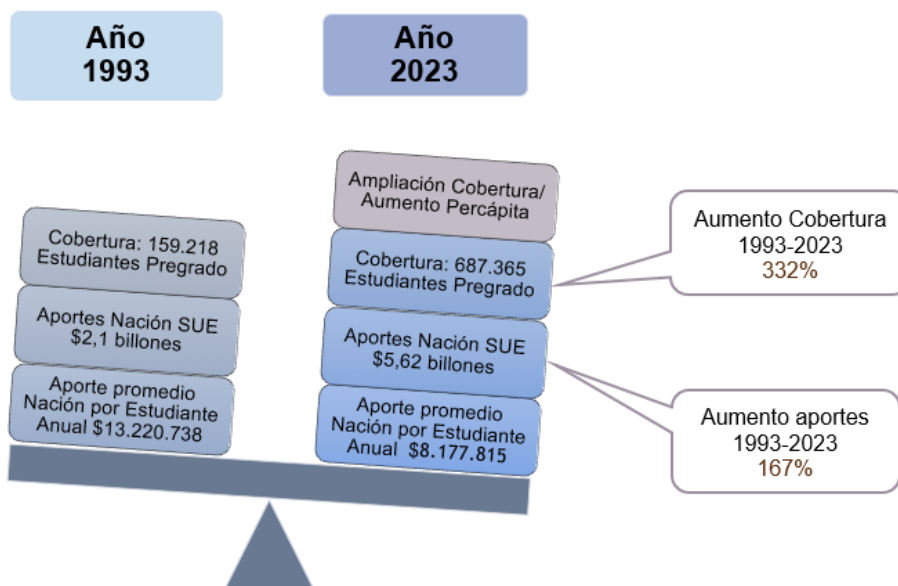 Año
1993
Año
2023
Ampliación Cobertura/
Aumento Percápita
Cobertura: 159.218
Estudiantes Pregrado
Aportes Nación SUE
$2,1 billones
Aporte promedio
Nación por Estudiante
Anual $13.220.738
Cobertura: 687.365
Estudiantes Pregrado
Aportes Nación SUE
$5,62 billones
Aporte promedio
Nación por Estudiante
Anual $8.177.815
Aumento Cobertura
1993-2023
332%
Aumento aportes
1993-2023
167%